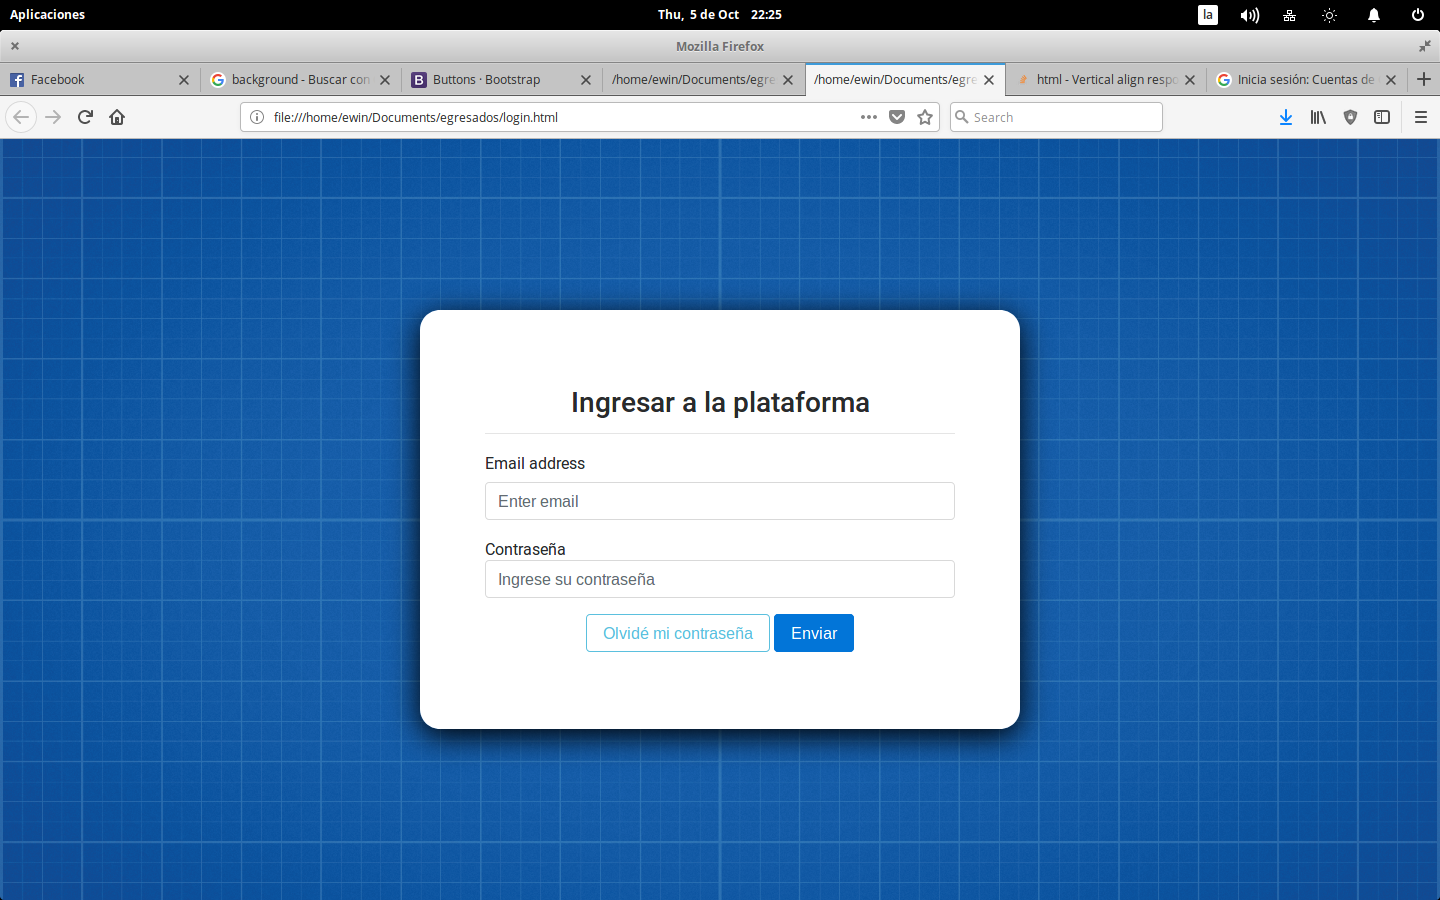 Aplicaciones Thu, 5 de Oct 22:25 la
Mozilla Firefox
Facebook background - Buscar con Buttons · Bootstrap /home/ewin/Documents/egre /home/ewin/Documents/egre html - Vertical align respo Inicia sesión: Cuentas de
file:///home/ewin/Documents/egresados/login.html Search
Ingresar a la plataforma
Email address
Enter email
Contraseña
Ingrese su contraseña
Olvidé mi contraseña Enviar